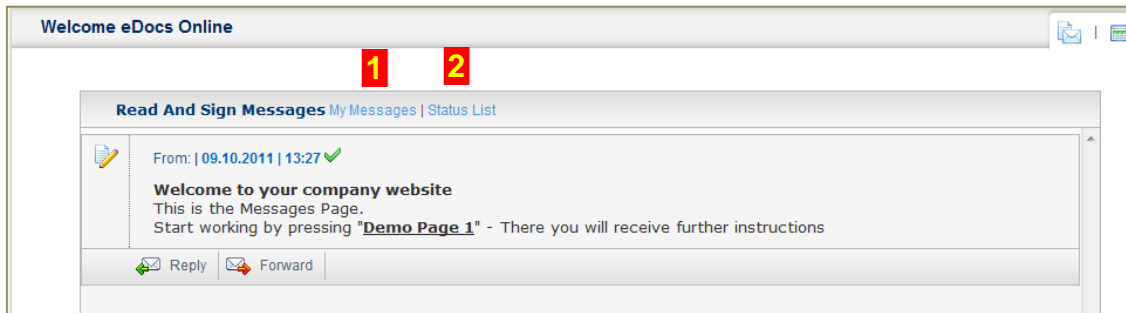 Welcome eDocs Online
1 2
Read And Sign Messages My Messages | Status List
From: | 09.10.2011 | 13:27
Welcome to your company website
This is the Messages Page.
Start working by pressing "Demo Page 1" - There you will receive further instructions
Reply Forward